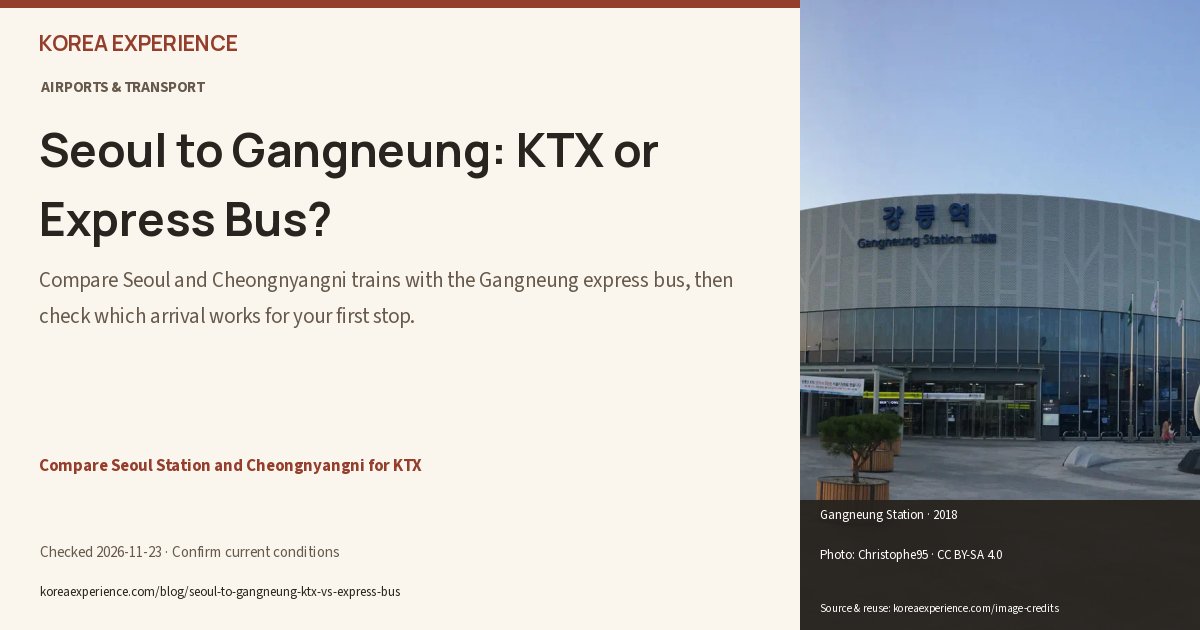 KOREA EXPERIENCE
AIRPORTS & TRANSPORT
Seoul to Gangneung: KTX or
Express Bus?
Compare Seoul and Cheongnyangni trains with the Gangneung express bus, then
check which arrival works for your first stop.
Compare Seoul Station and Cheongnyangni for KTX
Checked 2026-11-23 · Confirm current conditions
koreaexperience.com/blog/seoul-to-gangneung-ktx-vs-express-bus
강릉역
Gangneung Station 江陵驛
Gangneung Station · 2018
Photo: Christophe95 · CC BY-SA 4.0
Source & reuse: koreaexperience.com/image-credits